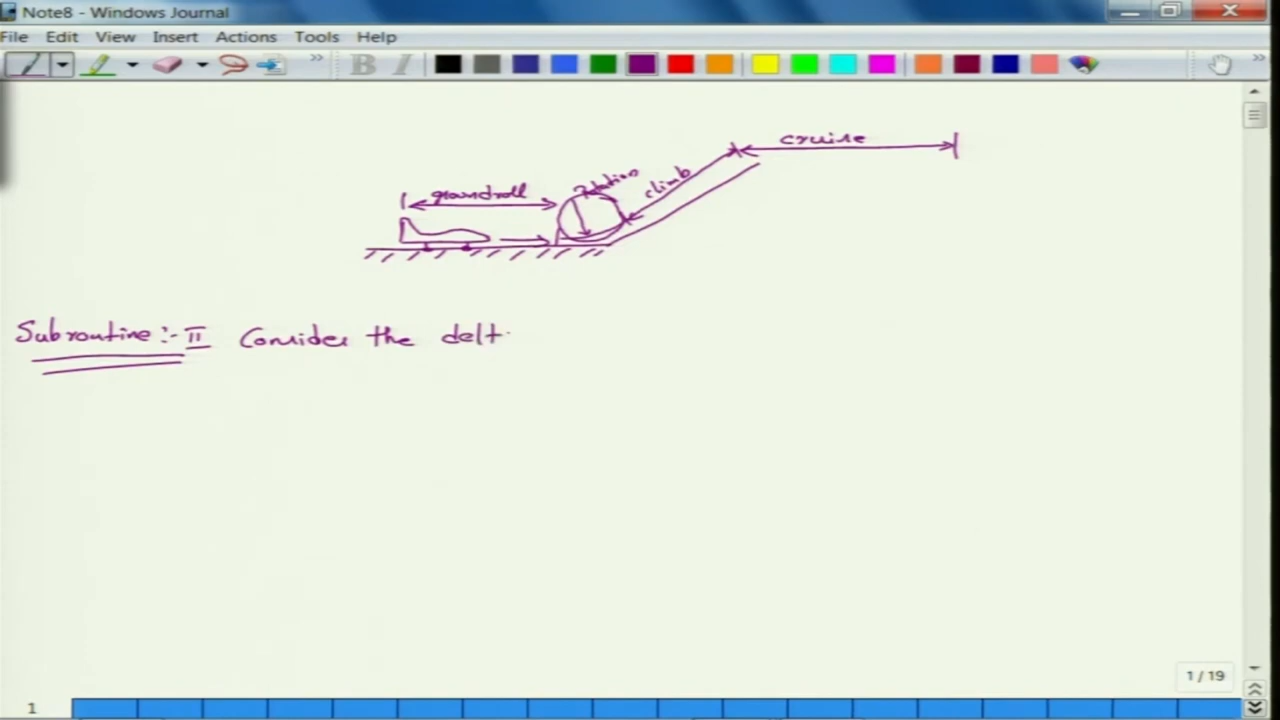 Note8 - Windows Journal
File Edit View Insert Actions Tools Help
B I
cruise
climb
rotation
groundroll
Subroutine :- II Consider the delt
1 / 19
1